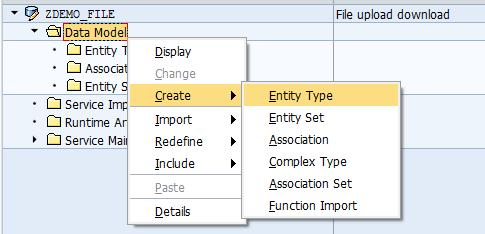 ZDEMO_FILE File upload download
Data Model
Entity T
Associat
Entity S
Service Imp
Runtime Ar
Service Mai
Display
Change
Create
Import
Redefine
Include
Paste
Details
Entity Type
Entity Set
Association
Complex Type
Association Set
Function Import